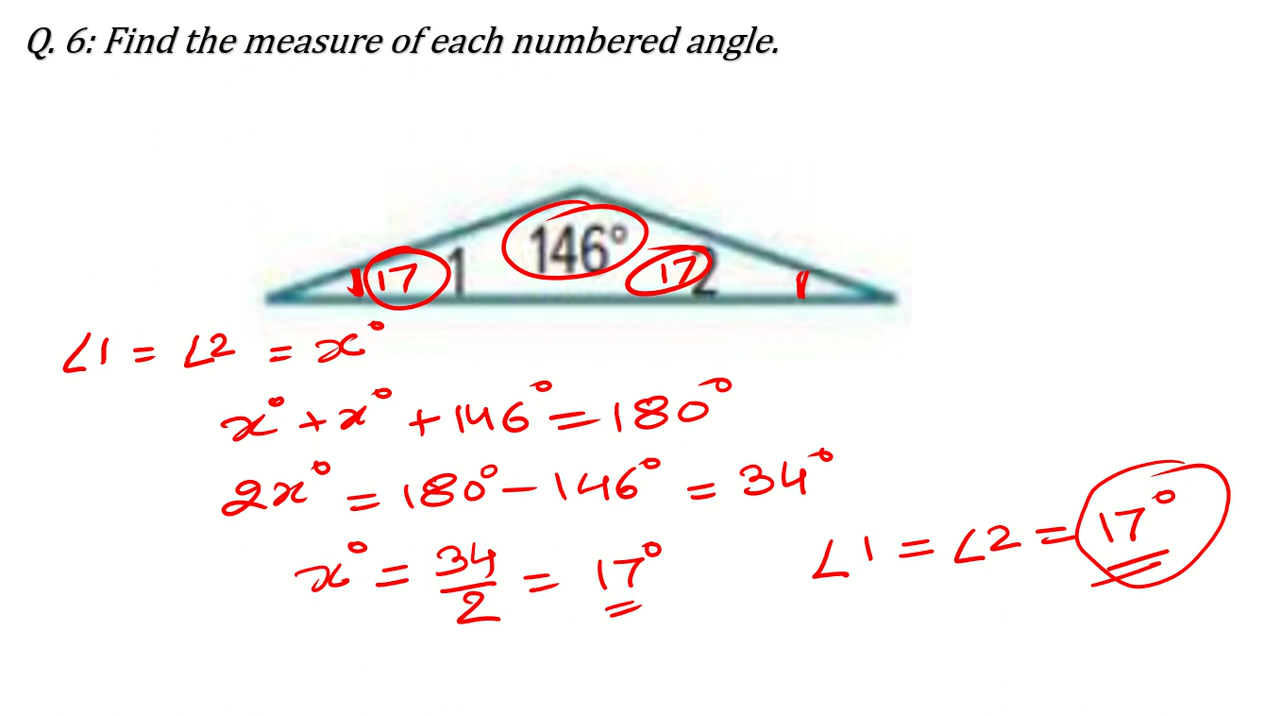 Q. 6: Find the measure of each numbered angle.
17 1 146° 17 2
∠1 = ∠2 = x°
x° + x° + 146° = 180°
2x° = 180° - 146° = 34°
x° = 34/2 = 17°
∠1 = ∠2 = 17°